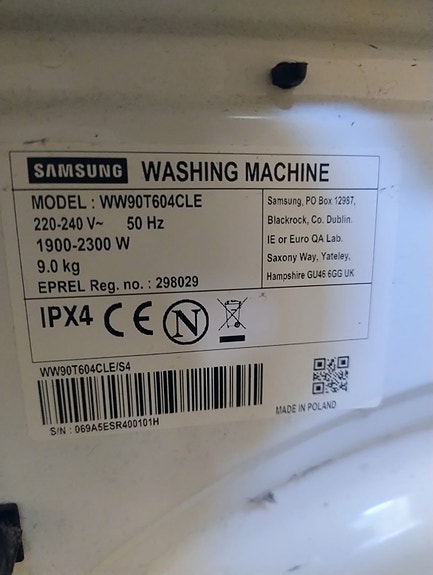 SAMSUNG WASHING MACHINE
MODEL : WW90T604CLE
220-240 V~ 50 Hz
1900-2300 W
9.0 kg
EPREL Reg. no. : 298029
Samsung, PO Box 12987,
Blackrock, Co. Dublin.
IE or Euro QA Lab.
Saxony Way, Yateley,
Hampshire GU46 6GG UK
IPX4 CE N
WW90T604CLE/S4
S/N : 069A5ESR400101H
MADE IN POLAND